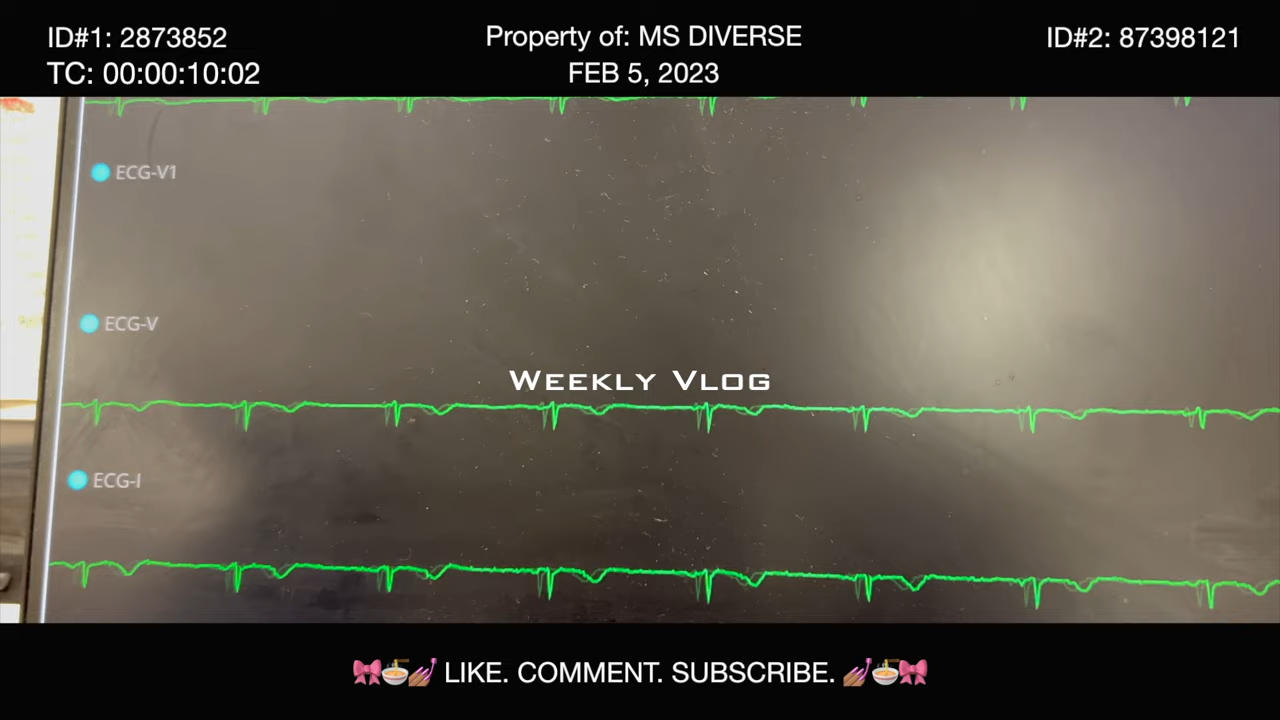 ID#1: 2873852
Property of: MS DIVERSE
ID#2: 87398121
TC: 00:00:10:02
FEB 5, 2023
ECG-V1
ECG-V
WEEKLY VLOG
ECG-I
🎀🍜💅🏽 LIKE. COMMENT. SUBSCRIBE. 💅🏽🍜🎀